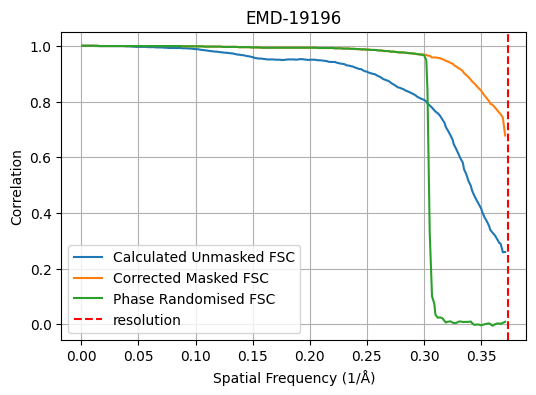 EMD-19196
1.0
0.8
0.6
0.4
0.2
0.0
Correlation
Calculated Unmasked FSC
Corrected Masked FSC
Phase Randomised FSC
resolution
0.00 0.05 0.10 0.15 0.20 0.25 0.30 0.35
Spatial Frequency (1/Å)